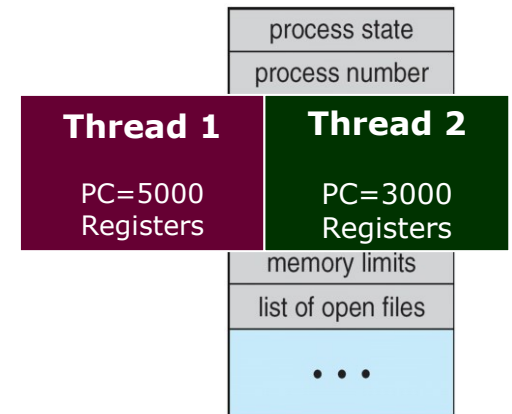 process state
process number
Thread 1
PC=5000
Registers
Thread 2
PC=3000
Registers
memory limits
list of open files
• • •